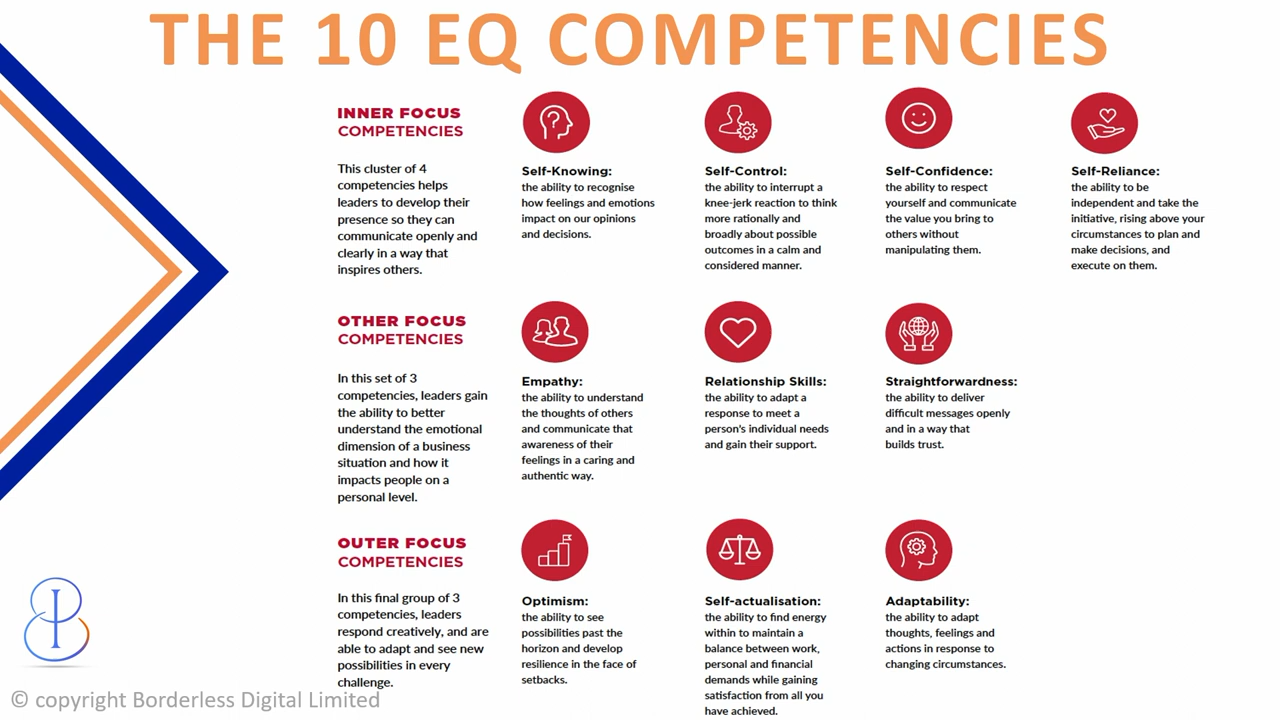 THE 10 EQ COMPETENCIES
INNER FOCUS
COMPETENCIES
This cluster of 4
competencies helps
leaders to develop their
presence so they can
communicate openly and
clearly in a way that
inspires others.
Self-Knowing:
the ability to recognise
how feelings and emotions
impact on our opinions
and decisions.
Self-Control:
the ability to interrupt a
knee-jerk reaction to think
more rationally and
broadly about possible
outcomes in a calm and
considered manner.
Self-Confidence:
the ability to respect
yourself and communicate
the value you bring to
others without
manipulating them.
Self-Reliance:
the ability to be
independent and take the
initiative, rising above your
circumstances to plan and
make decisions, and
execute on them.
OTHER FOCUS
COMPETENCIES
In this set of 3
competencies, leaders gain
the ability to better
understand the emotional
dimension of a business
situation and how it
impacts people on a
personal level.
Empathy:
the ability to understand
the thoughts of others
and communicate that
awareness of their
feelings in a caring and
authentic way.
Relationship Skills:
the ability to adapt a
response to meet a
person's individual needs
and gain their support.
Straightforwardness:
the ability to deliver
difficult messages openly
and in a way that
builds trust.
OUTER FOCUS
COMPETENCIES
In this final group of 3
competencies, leaders
respond creatively, and are
able to adapt and see new
possibilities in every
challenge.
Optimism:
the ability to see
possibilities past the
horizon and develop
resilience in the face of
setbacks.
Self-actualisation:
the ability to find energy
within to maintain a
balance between work,
personal and financial
demands while gaining
satisfaction from all you
have achieved.
Adaptability:
the ability to adapt
thoughts, feelings and
actions in response to
changing circumstances.
© copyright Borderless Digital Limited